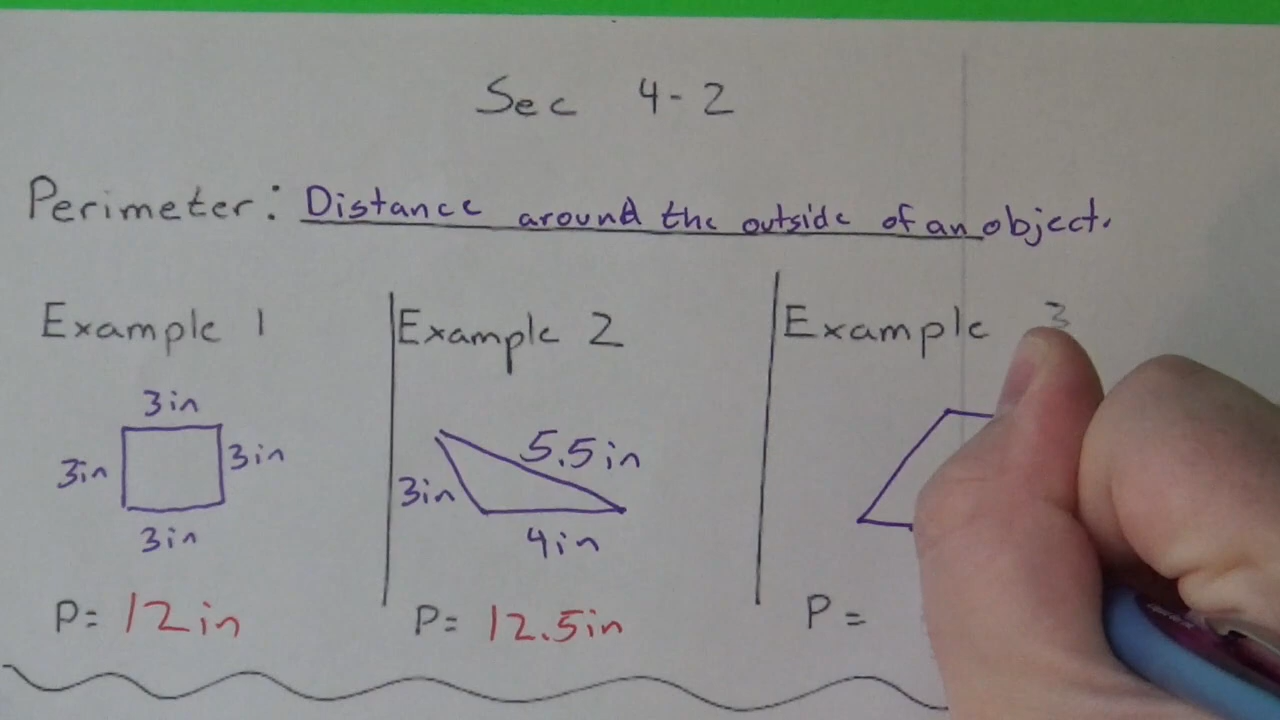 Sec 4-2
Perimeter: Distance around the outside of an object.
Example 1
3in
3in
3in
3in
P= 12in
Example 2
5.5in
3in
4in
P= 12.5in
Example 3
P=